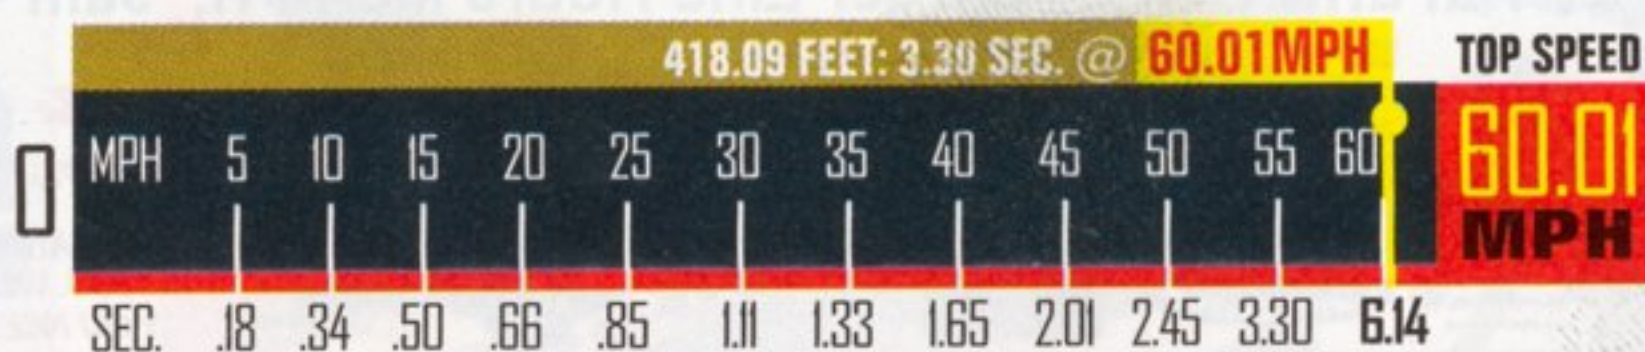 418.09 FEET: 3.30 SEC. @ 60.01 MPH
TOP SPEED
0
MPH 5 10 15 20 25 30 35 40 45 50 55 60
60.01
MPH
SEC. .18 .34 .50 .66 .85 1.11 1.33 1.65 2.01 2.45 3.30 6.14